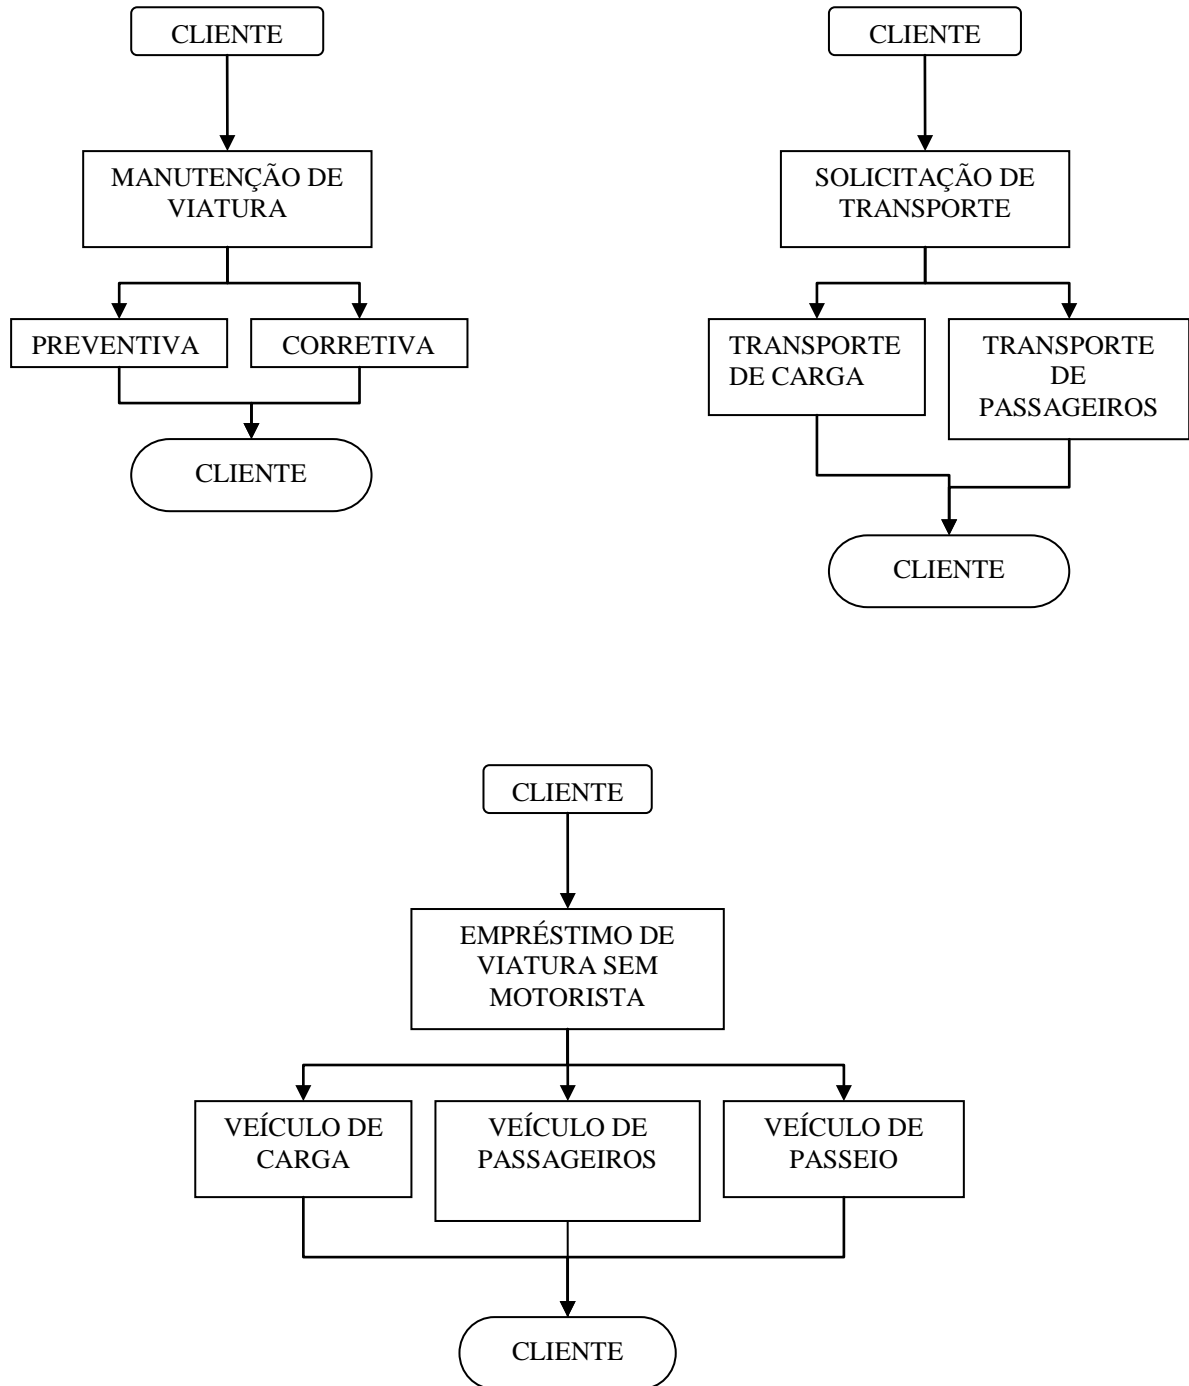 CLIENTE
MANUTENÇÃO DE
VIATURA
PREVENTIVA
CORRETIVA
CLIENTE
CLIENTE
SOLICITAÇÃO DE
TRANSPORTE
TRANSPORTE
DE CARGA
TRANSPORTE
DE
PASSAGEIROS
CLIENTE
CLIENTE
EMPRÉSTIMO DE
VIATURA SEM
MOTORISTA
VEÍCULO DE
CARGA
VEÍCULO DE
PASSAGEIROS
VEÍCULO DE
PASSEIO
CLIENTE